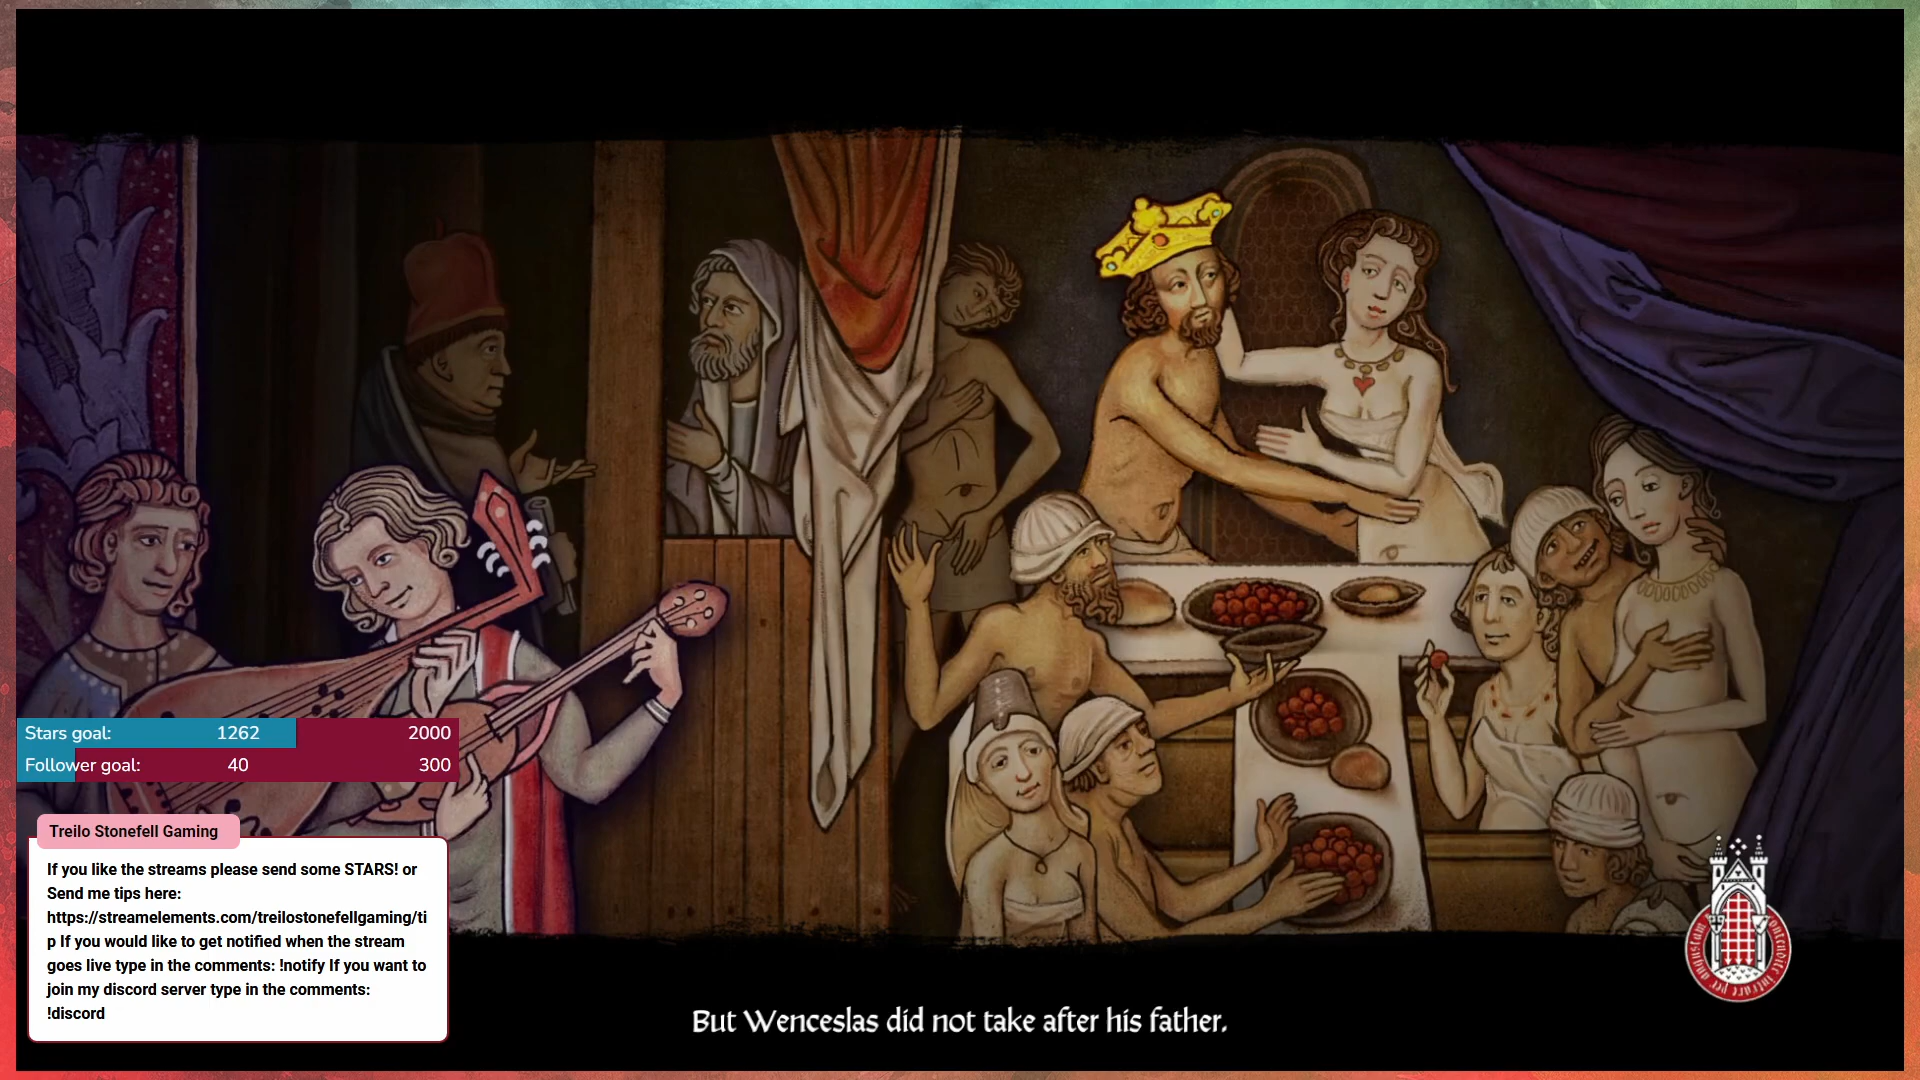 Stars goal: 1262 2000
Follower goal: 40 300
Treilo Stonefell Gaming
If you like the streams please send some STARS! or
Send me tips here:
https://streamelements.com/treilostonefellgaming/ti
p If you would like to get notified when the stream
goes live type in the comments: !notify If you want to
join my discord server type in the comments:
!discord
But Wenceslas did not take after his father.